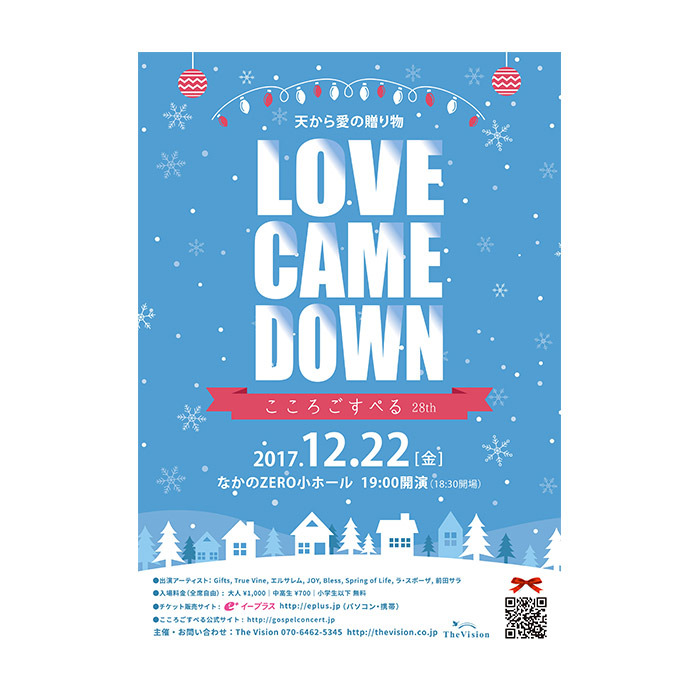 天から愛の贈り物
LOVE
CAME
DOWN
こころごすぺる 28th
2017.12.22[金]
なかのZERO小ホール 19:00開演(18:30開場)
●出演アーティスト: Gifts, True Vine, エルサレム, JOY, Bless, Spring of Life, ラ・スポーザ, 前田サラ
●入場料金(全席自由): 大人 ¥1,000｜中高生 ¥700｜小学生以下 無料
●チケット販売サイト: e+ イープラス http://eplus.jp (パソコン・携帯)
●こころごすぺる公式サイト: http://gospelconcert.jp
主催・お問い合わせ: The Vision 070-6462-5345 http://thevision.co.jp
TheVision